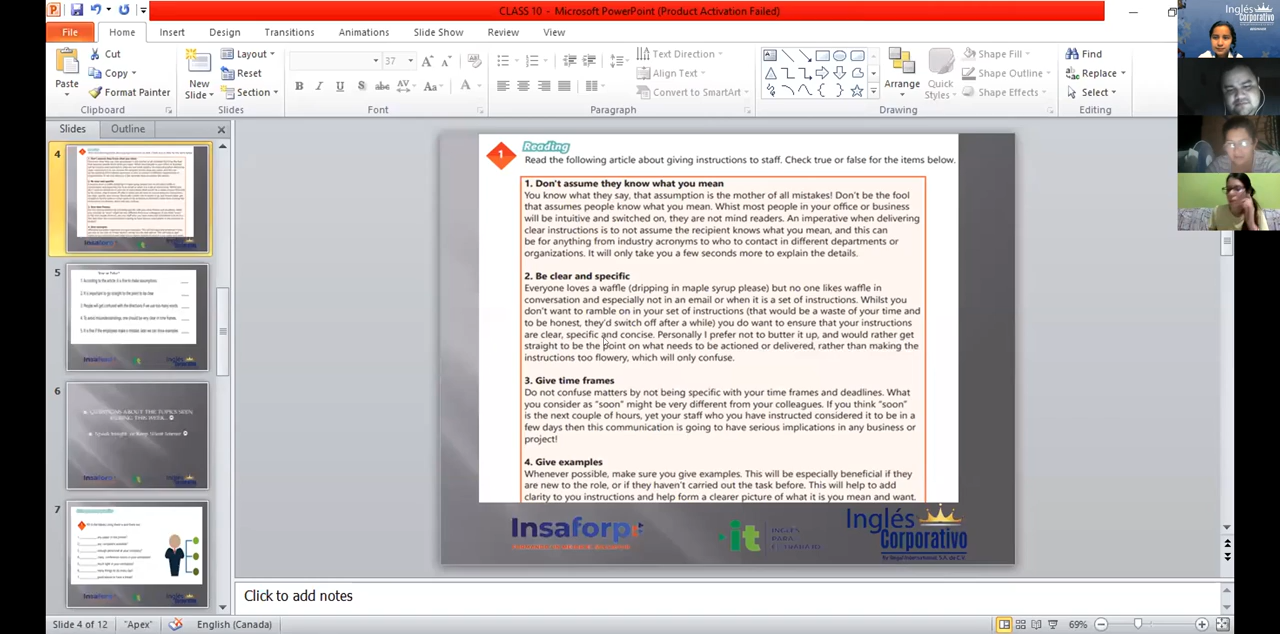 CLASS 10 - Microsoft PowerPoint (Product Activation Failed)
File Home Insert Design Transitions Animations Slide Show Review View
Paste
Cut
Copy
Format Painter
Clipboard
New
Slide
Layout
Reset
Section
Slides
37
B I U S abc AV Aa A
Font
Paragraph
Text Direction
Align Text
Convert to SmartArt
Arrange
Quick
Styles
Shape Fill
Shape Outline
Shape Effects
Drawing
Find
Replace
Select
Editing
Inglés
Corporativo
Slides Outline
4
5
6
7
1
Reading
Read the following article about giving instructions to staff. Check true or false for the items below.
1. Don't assume they know what you mean
You know what they say, that assumption is the mother of all mistakes! Don't be the fool
that assumes people know what you mean. Whilst most people in your office or business
will be intuitive and switched on, they are not mind readers. An imperative when delivering
clear instructions is to not assume the recipient knows what you mean, and this can
be for anything from industry acronyms to who to contact in different departments or
organizations. It will only take you a few seconds more to explain the details.
2. Be clear and specific
Everyone loves a waffle (dripping in maple syrup please) but no one likes waffle in
conversation and especially not in an email or when it is a set of instructions. Whilst you
don't want to ramble on in your set of instructions (that would be a waste of your time and
to be honest, they'd switch off after a while) you do want to ensure that your instructions
are clear, specific and concise. Personally I prefer not to butter it up, and would rather get
straight to be the point on what needs to be actioned or delivered, rather than making the
instructions too flowery, which will only confuse.
3. Give time frames
Do not confuse matters by not being specific with your time frames and deadlines. What
you consider as "soon" might be very different from your colleagues. If you think "soon"
is the next couple of hours, yet your staff who you have instructed considered it to be in a
few days then this communication is going to have serious implications in any business or
project!
4. Give examples
Whenever possible, make sure you give examples. This will be especially beneficial if they
are new to the role, or if they haven't carried out the task before. This will help to add
clarity to you instructions and help form a clearer picture of what it is you mean and want.
Insaforp
it
INGLÉS
PARA
EL TRABAJO
Inglés
Corporativo
Click to add notes
Slide 4 of 12 "Apex" English (Canada) 69%